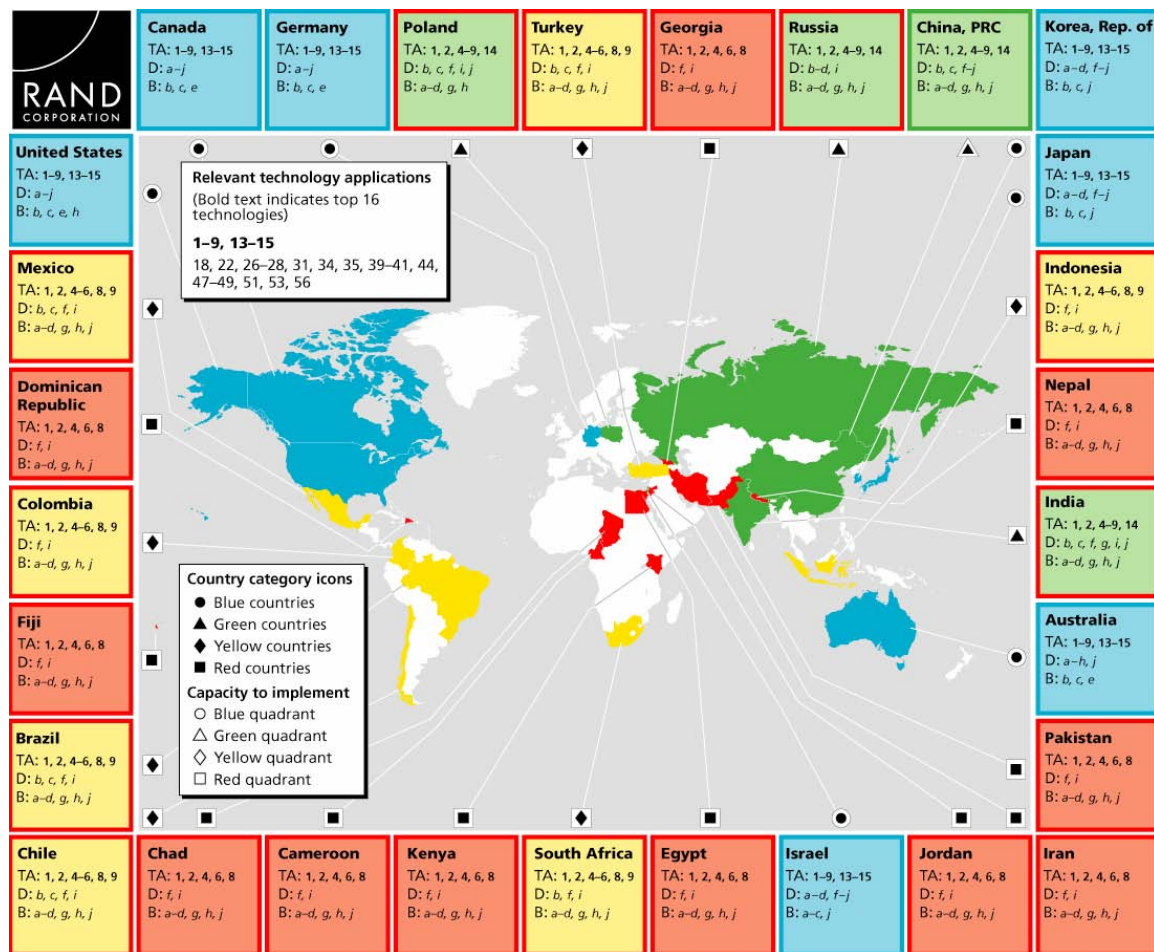 RAND
CORPORATION
Canada
TA: 1–9, 13–15
D: a–j
B: b, c, e
Germany
TA: 1–9, 13–15
D: a–j
B: b, c, e
Poland
TA: 1, 2, 4–9, 14
D: b, c, f, i, j
B: a–d, g, h
Turkey
TA: 1, 2, 4–6, 8, 9
D: b, c, f, i
B: a–d, g, h, j
Georgia
TA: 1, 2, 4, 6, 8
D: f, i
B: a–d, g, h, j
Russia
TA: 1, 2, 4–9, 14
D: b–d, i
B: a–d, g, h, j
China, PRC
TA: 1, 2, 4–9, 14
D: b, c, f–j
B: a–d, g, h, j
Korea, Rep. of
TA: 1–9, 13–15
D: a–d, f–j
B: b, c, j
United States
TA: 1–9, 13–15
D: a–j
B: b, c, e, h
Mexico
TA: 1, 2, 4–6, 8, 9
D: b, c, f, i
B: a–d, g, h, j
Dominican
Republic
TA: 1, 2, 4, 6, 8
D: f, i
B: a–d, g, h, j
Colombia
TA: 1, 2, 4–6, 8, 9
D: f, i
B: a–d, g, h, j
Fiji
TA: 1, 2, 4, 6, 8
D: f, i
B: a–d, g, h, j
Brazil
TA: 1, 2, 4–6, 8, 9
D: b, c, f, i
B: a–d, g, h, j
Relevant technology applications
(Bold text indicates top 16
technologies)
1–9, 13–15
18, 22, 26–28, 31, 34, 35, 39–41, 44,
47–49, 51, 53, 56
Country category icons
Blue countries
Green countries
Yellow countries
Red countries
Capacity to implement
Blue quadrant
Green quadrant
Yellow quadrant
Red quadrant
Japan
TA: 1–9, 13–15
D: a–d, f–j
B: b, c, j
Indonesia
TA: 1, 2, 4–6, 8, 9
D: f, i
B: a–d, g, h, j
Nepal
TA: 1, 2, 4, 6, 8
D: f, i
B: a–d, g, h, j
India
TA: 1, 2, 4–9, 14
D: b, c, f, g, i, j
B: a–d, g, h, j
Australia
TA: 1–9, 13–15
D: a–h, j
B: b, c, e
Pakistan
TA: 1, 2, 4, 6, 8
D: f, i
B: a–d, g, h, j
Chile
TA: 1, 2, 4–6, 8, 9
D: b, c, f, i
B: a–d, g, h, j
Chad
TA: 1, 2, 4, 6, 8
D: f, i
B: a–d, g, h, j
Cameroon
TA: 1, 2, 4, 6, 8
D: f, i
B: a–d, g, h, j
Kenya
TA: 1, 2, 4, 6, 8
D: f, i
B: a–d, g, h, j
South Africa
TA: 1, 2, 4–6, 8, 9
D: b, f, i
B: a–d, g, h, j
Egypt
TA: 1, 2, 4, 6, 8
D: f, i
B: a–d, g, h, j
Israel
TA: 1–9, 13–15
D: a–d, f–j
B: a–c, j
Jordan
TA: 1, 2, 4, 6, 8
D: f, i
B: a–d, g, h, j
Iran
TA: 1, 2, 4, 6, 8
D: f, i
B: a–d, g, h, j